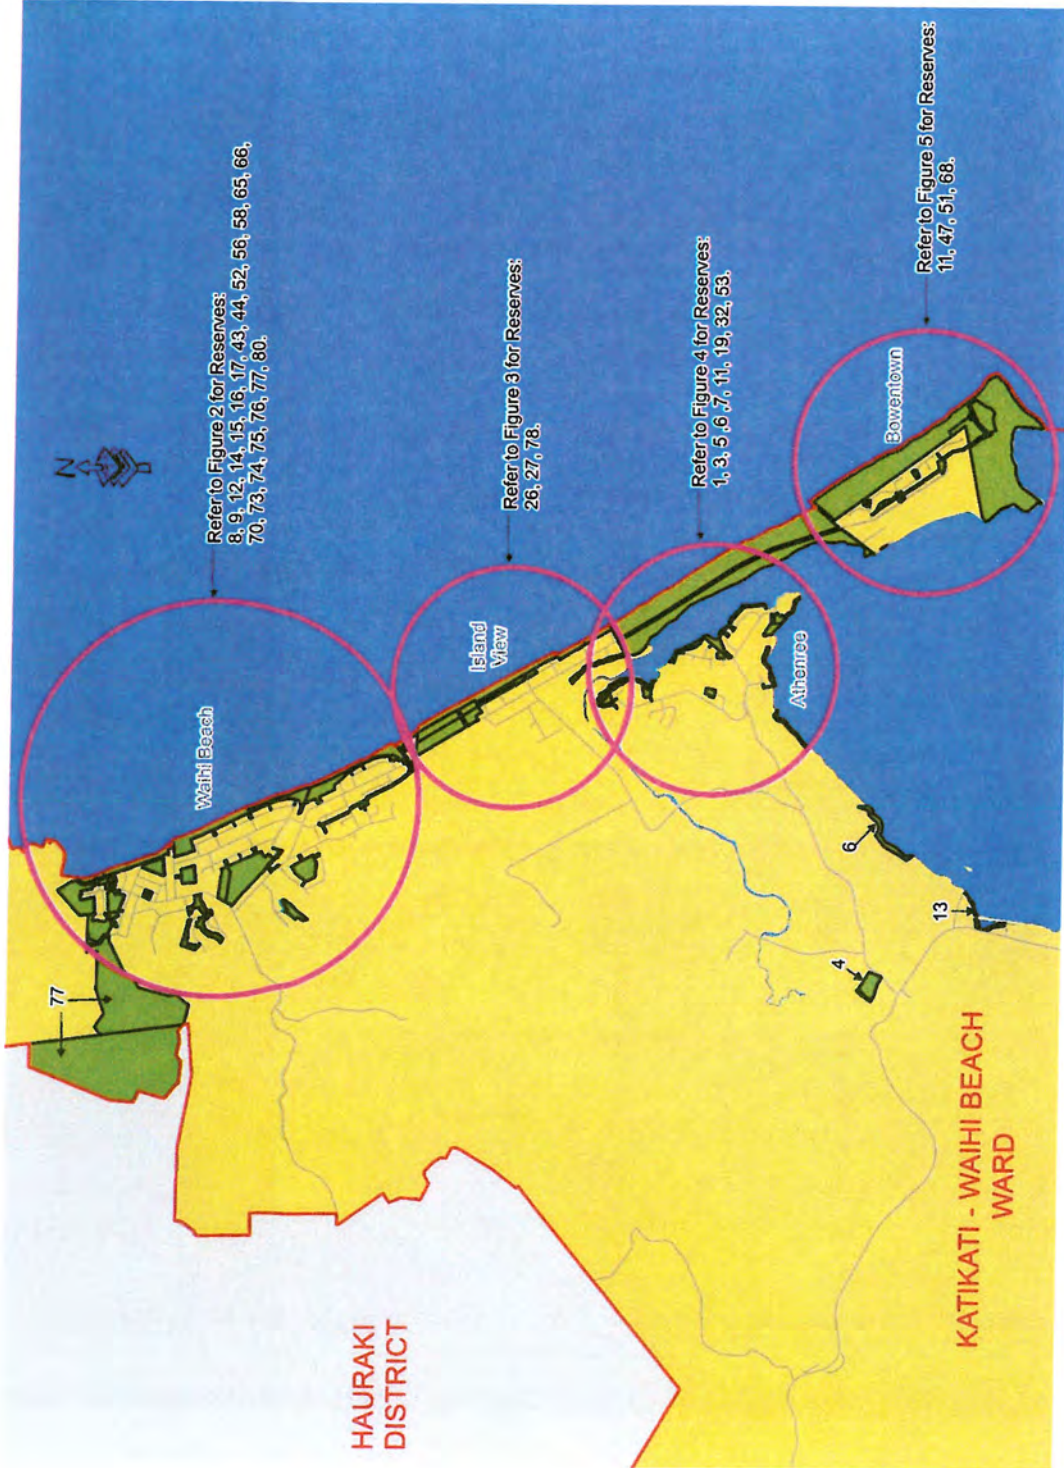 N
Refer to Figure 2 for Reserves:
8, 9, 12, 14, 15, 16, 17, 43, 44, 52, 56, 58, 65, 66,
70, 73, 74, 75, 76, 77, 80.
Waihi Beach
77
Refer to Figure 3 for Reserves:
26, 27, 78.
Island
View
Refer to Figure 4 for Reserves:
1, 3, 5 ,6 ,7, 11, 19, 32, 53.
Athenree
Refer to Figure 5 for Reserves:
11, 47, 51, 68.
Bowentown
6
13
4
HAURAKI
DISTRICT
KATIKATI - WAIHI BEACH
WARD